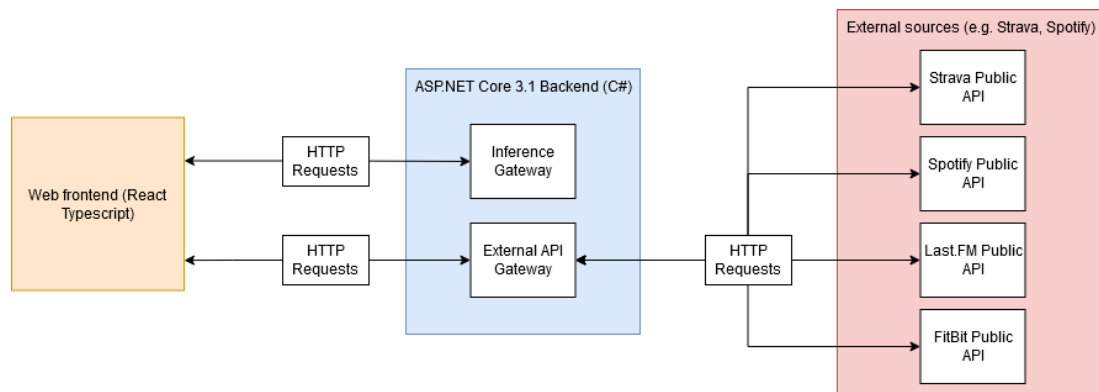 External sources (e.g. Strava, Spotify)
Strava Public
API
ASP.NET Core 3.1 Backend (C#)
HTTP
Requests
Inference
Gateway
Spotify Public
API
Web frontend (React
Typescript)
HTTP
Requests
External API
Gateway
HTTP
Requests
Last.FM Public
API
FitBit Public
API